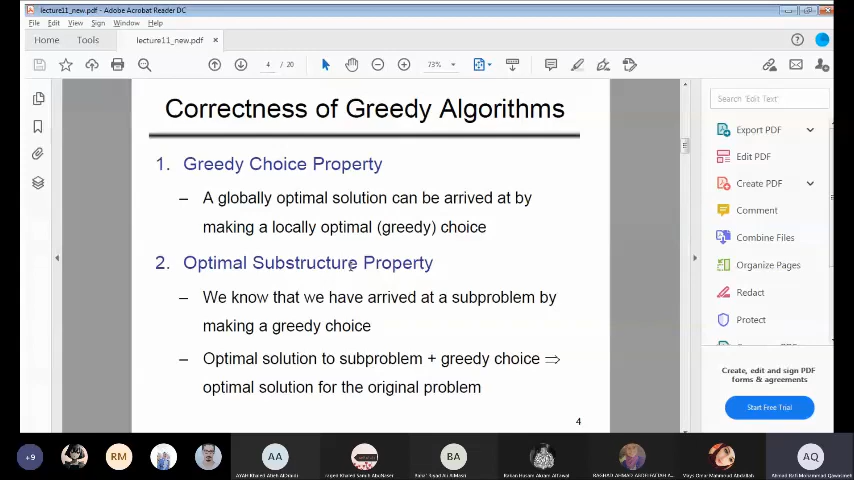 lecture11_new.pdf - Adobe Acrobat Reader DC
File Edit View Sign Window Help
Home Tools lecture11_new.pdf ×
4 / 20 73%
Correctness of Greedy Algorithms
1. Greedy Choice Property
– A globally optimal solution can be arrived at by
making a locally optimal (greedy) choice
2. Optimal Substructure Property
– We know that we have arrived at a subproblem by
making a greedy choice
– Optimal solution to subproblem + greedy choice ⇒
optimal solution for the original problem
4
Search 'Edit Text'
Export PDF
Edit PDF
Create PDF
Comment
Combine Files
Organize Pages
Redact
Protect
Create, edit and sign PDF
forms & agreements
Start Free Trial
+9 RM AA BA AQ